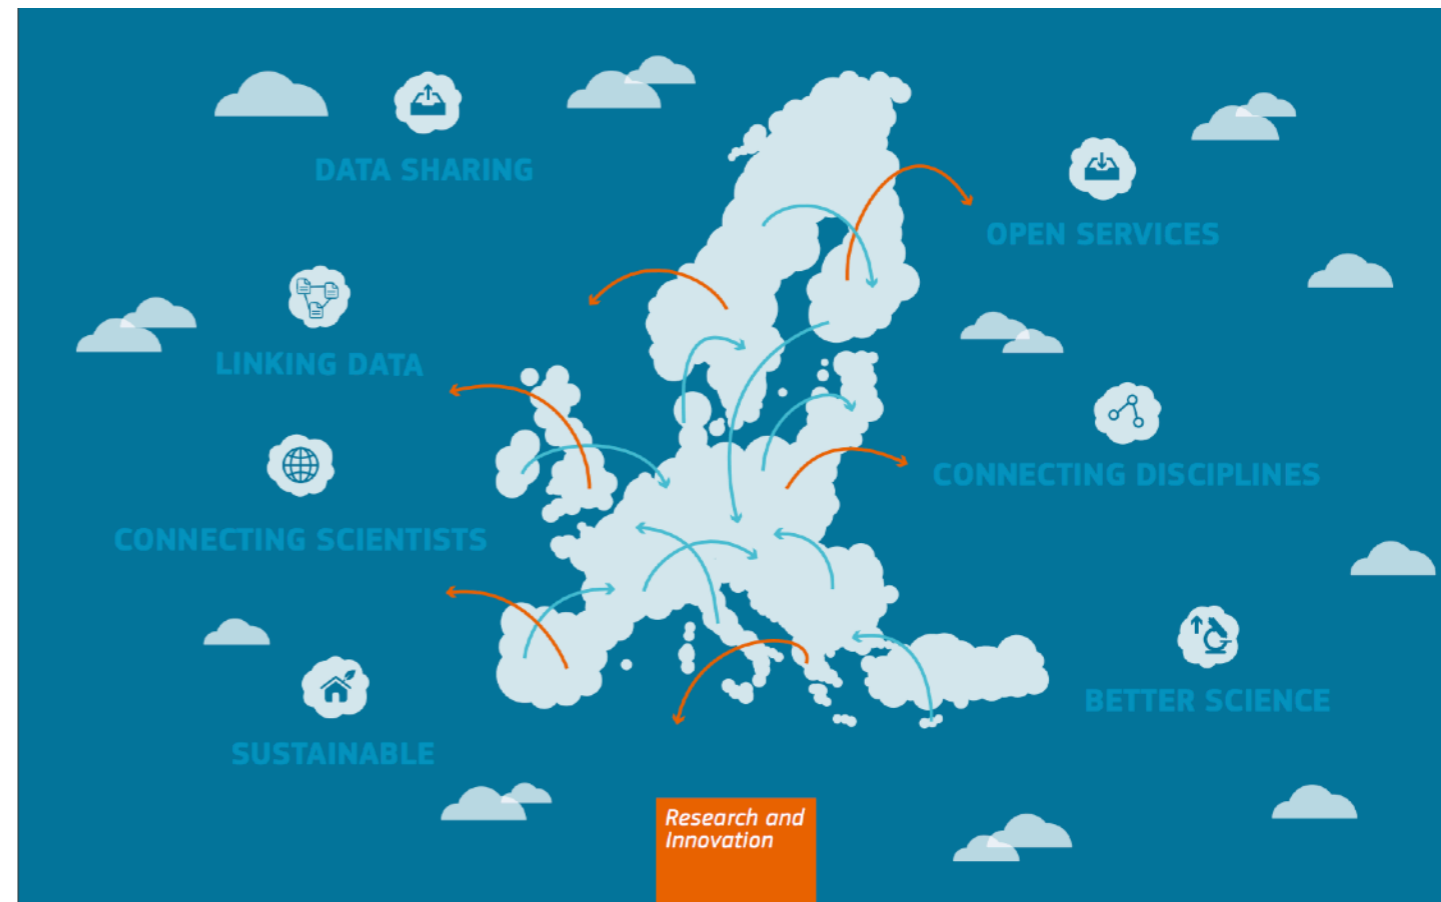 DATA SHARING
OPEN SERVICES
LINKING DATA
CONNECTING DISCIPLINES
CONNECTING SCIENTISTS
BETTER SCIENCE
SUSTAINABLE
Research and
Innovation